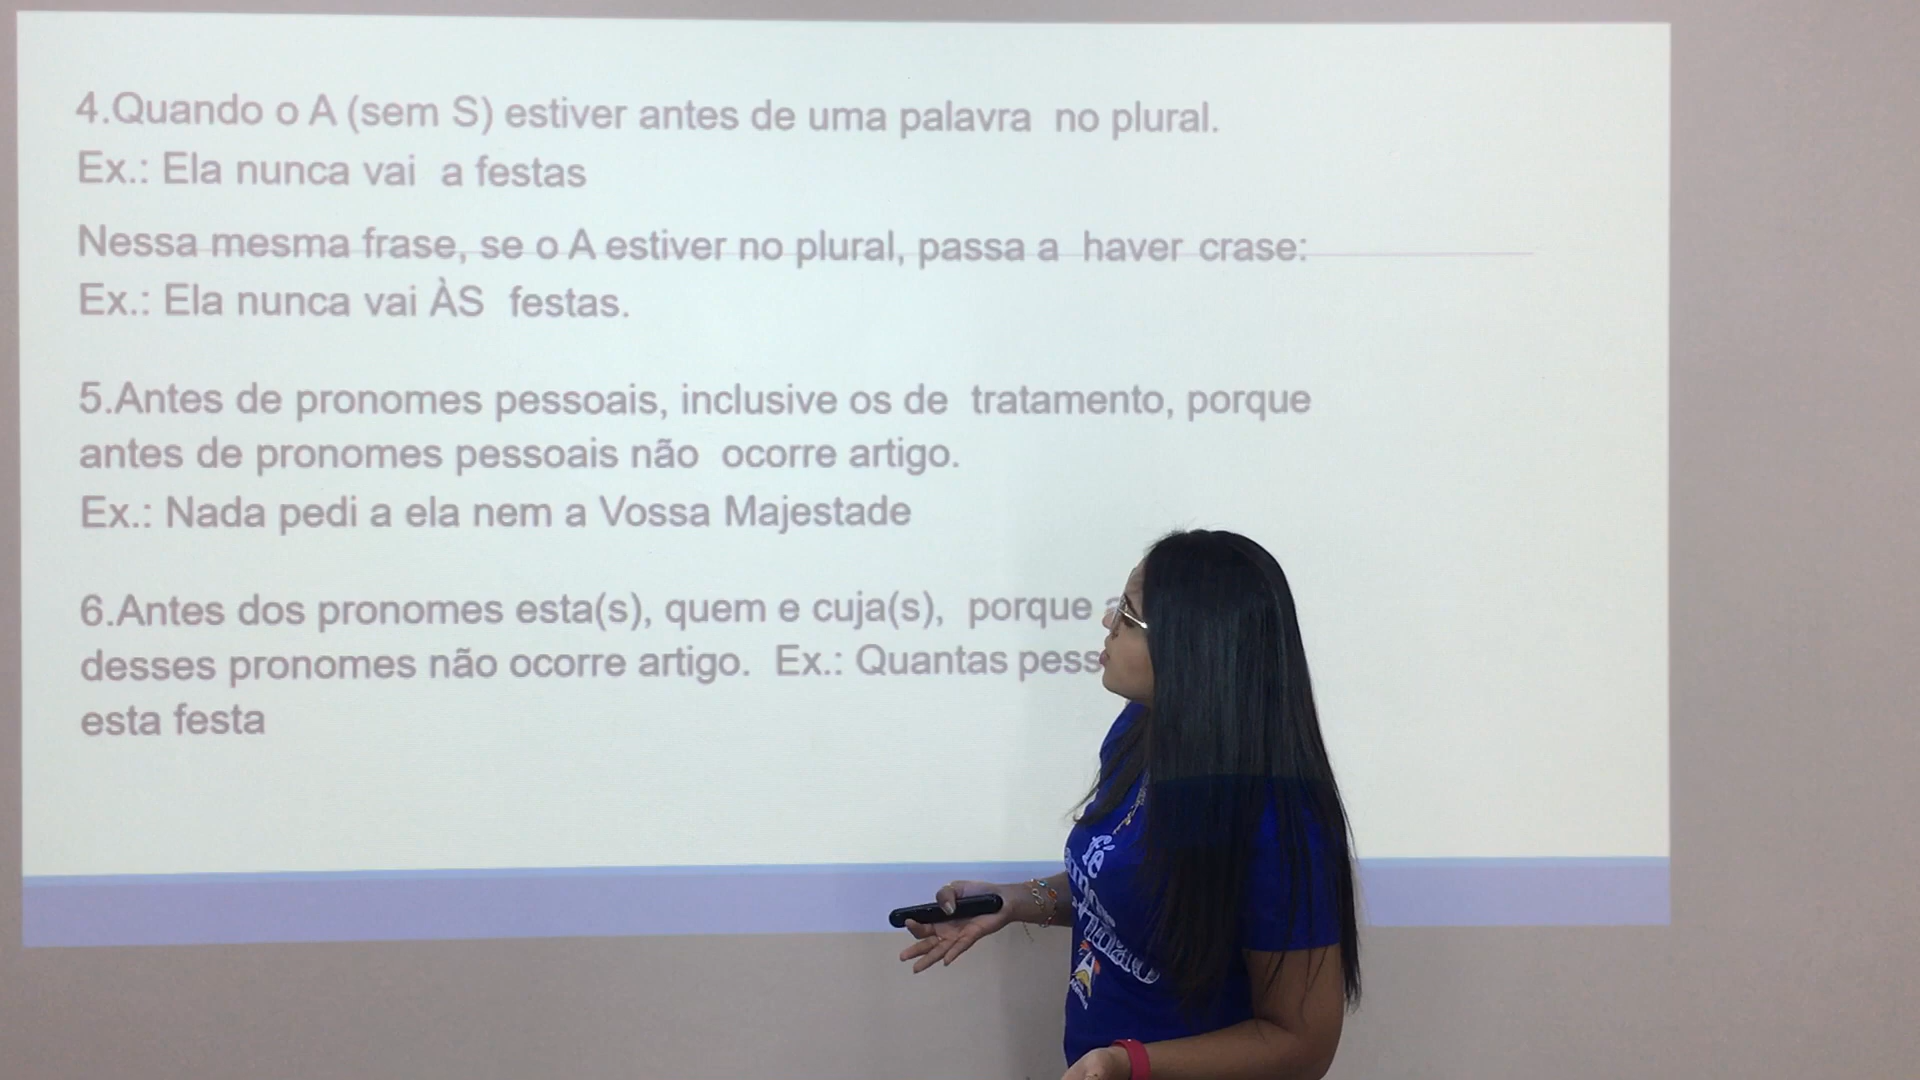 4.Quando o A (sem S) estiver antes de uma palavra no plural.
Ex.: Ela nunca vai a festas
Nessa mesma frase, se o A estiver no plural, passa a haver crase:
Ex.: Ela nunca vai ÀS festas.
5.Antes de pronomes pessoais, inclusive os de tratamento, porque
antes de pronomes pessoais não ocorre artigo.
Ex.: Nada pedi a ela nem a Vossa Majestade
6.Antes dos pronomes esta(s), quem e cuja(s), porque
desses pronomes não ocorre artigo. Ex.: Quantas
esta festa
fé